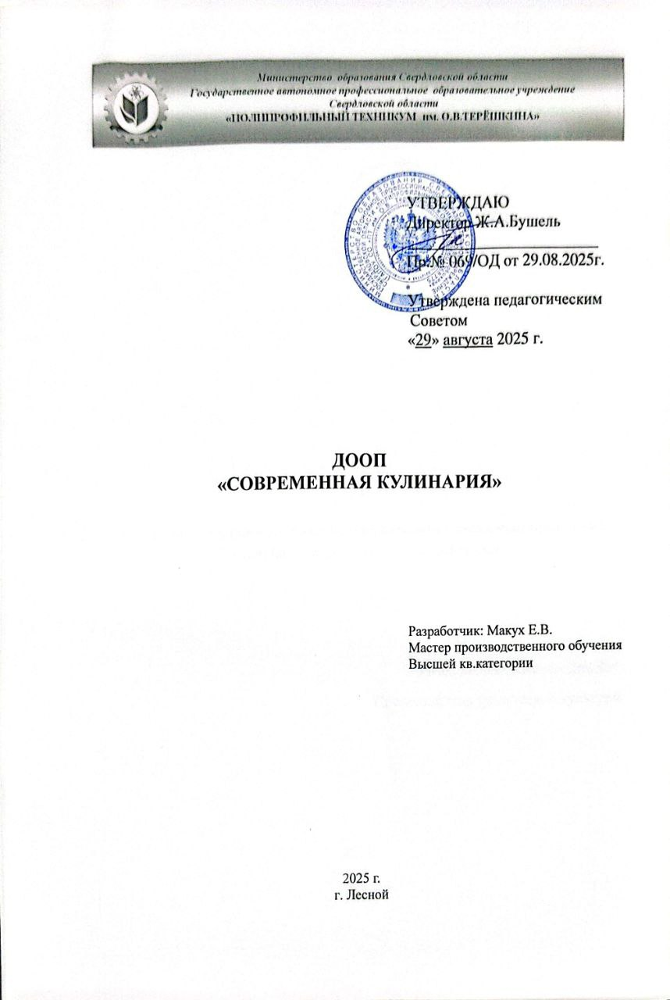 Министерство образования Свердловской области
Государственное автономное профессиональное образовательное учреждение
Свердловской области
«ПОЛИПРОФИЛЬНЫЙ ТЕХНИКУМ им. О.В.ТЕРЁШКИНА»
УТВЕРЖДАЮ
Директор Ж.А.Бушель
Пр.№ 069/ОД от 29.08.2025г.
Утверждена педагогическим
Советом
«29» августа 2025 г.
ДООП
«СОВРЕМЕННАЯ КУЛИНАРИЯ»
Разработчик: Макух Е.В.
Мастер производственного обучения
Высшей кв.категории
2025 г.
г. Лесной